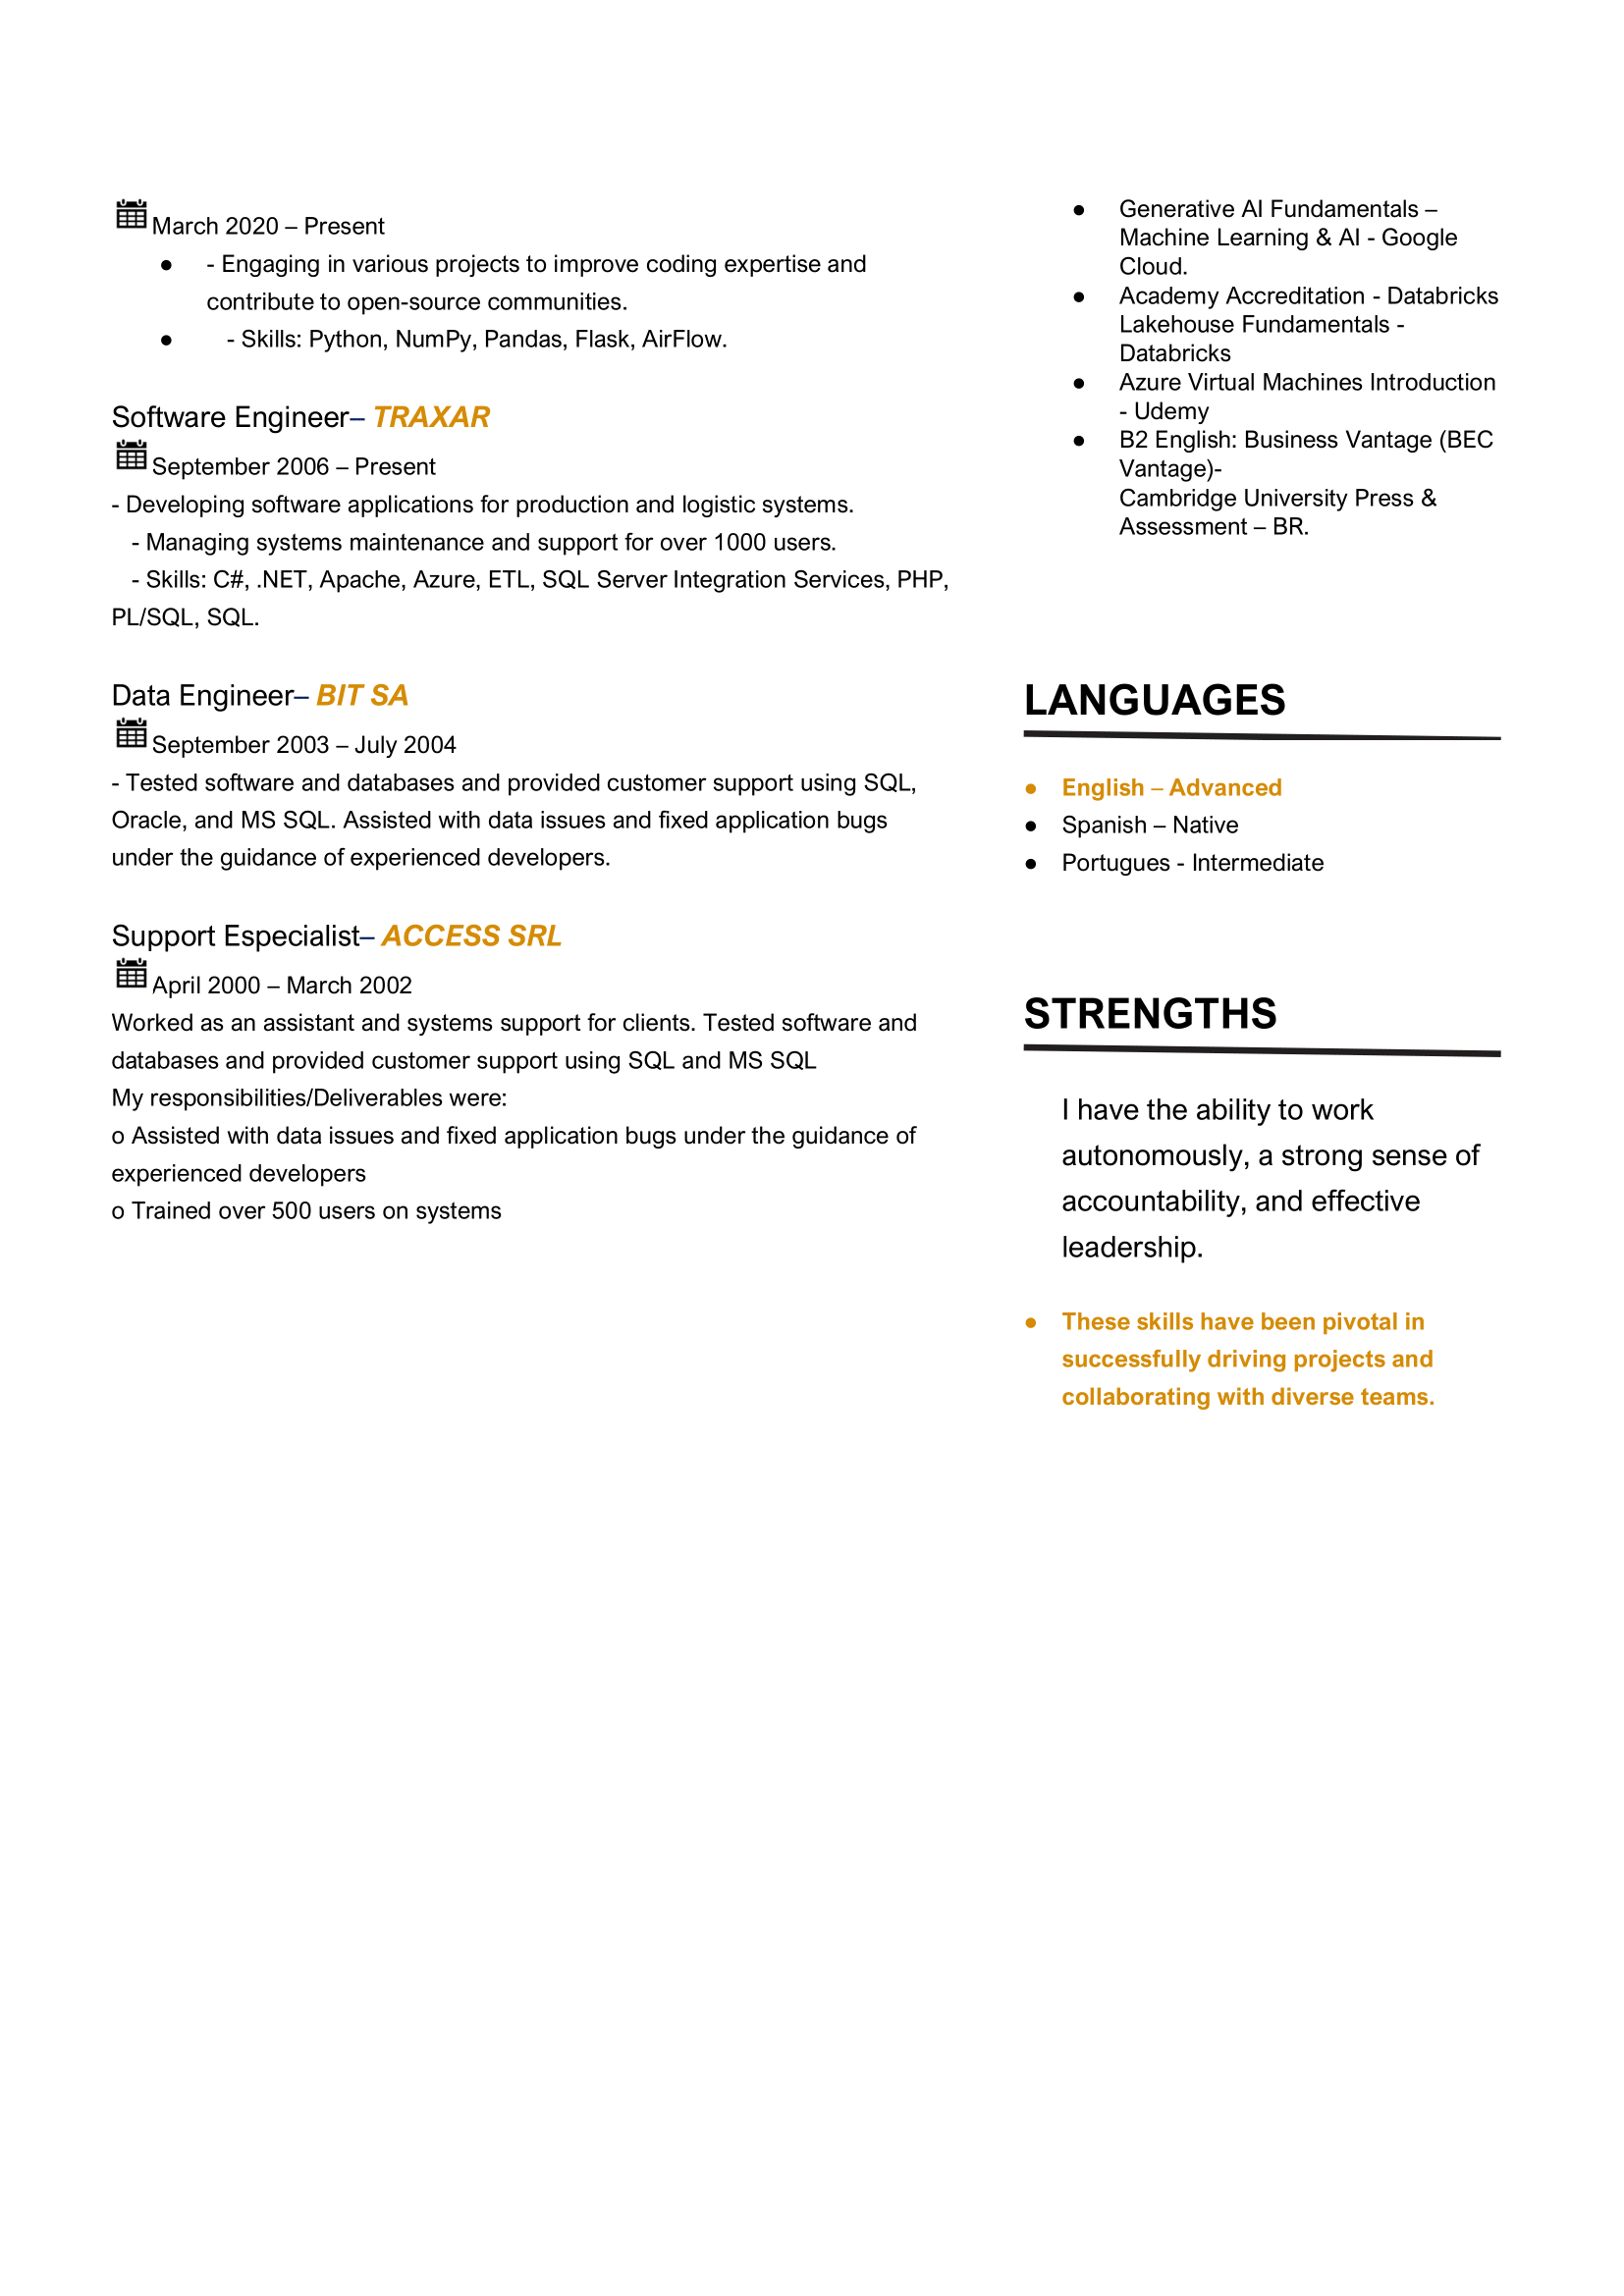 March 2020 – Present
● - Engaging in various projects to improve coding expertise and
contribute to open-source communities.
● - Skills: Python, NumPy, Pandas, Flask, AirFlow.
Software Engineer– TRAXAR
September 2006 – Present
- Developing software applications for production and logistic systems.
- Managing systems maintenance and support for over 1000 users.
- Skills: C#, .NET, Apache, Azure, ETL, SQL Server Integration Services, PHP,
PL/SQL, SQL.
Data Engineer– BIT SA
September 2003 – July 2004
- Tested software and databases and provided customer support using SQL,
Oracle, and MS SQL. Assisted with data issues and fixed application bugs
under the guidance of experienced developers.
Support Especialist– ACCESS SRL
April 2000 – March 2002
Worked as an assistant and systems support for clients. Tested software and
databases and provided customer support using SQL and MS SQL
My responsibilities/Deliverables were:
o Assisted with data issues and fixed application bugs under the guidance of
experienced developers
o Trained over 500 users on systems
● Generative AI Fundamentals –
Machine Learning & AI - Google
Cloud.
● Academy Accreditation - Databricks
Lakehouse Fundamentals -
Databricks
● Azure Virtual Machines Introduction
- Udemy
● B2 English: Business Vantage (BEC
Vantage)-
Cambridge University Press &
Assessment – BR.
LANGUAGES
● English – Advanced
● Spanish – Native
● Portugues - Intermediate
STRENGTHS
I have the ability to work
autonomously, a strong sense of
accountability, and effective
leadership.
● These skills have been pivotal in
successfully driving projects and
collaborating with diverse teams.